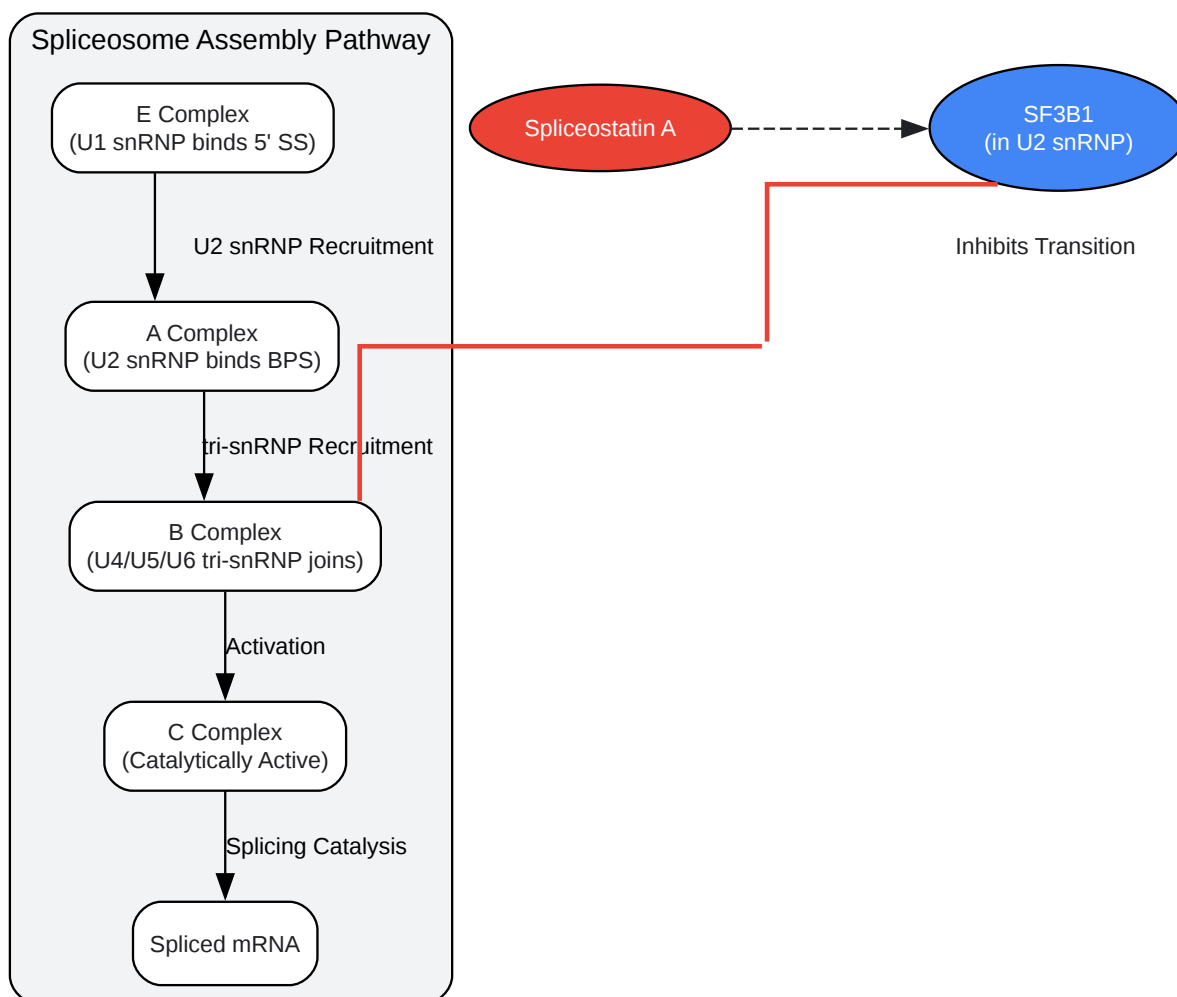 Spliceosome Assembly Pathway
E Complex
(U1 snRNP binds 5' SS)
Spliceostatin A
SF3B1
(in U2 snRNP)
U2 snRNP Recruitment
Inhibits Transition
A Complex
(U2 snRNP binds BPS)
tri-snRNP Recruitment
B Complex
(U4/U5/U6 tri-snRNP joins)
Activation
C Complex
(Catalytically Active)
Splicing Catalysis
Spliced mRNA